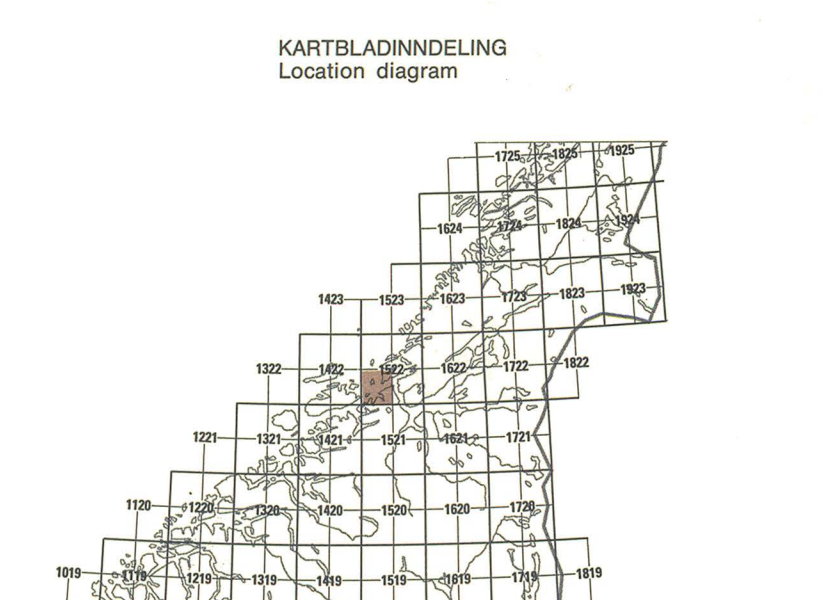 KARTBLADINNDELING
Location diagram
1725 1825 1925
1624 1724 1824 1924
1423 1523 1623 1723 1823 1923
1322 1422 1522 1622 1722 1822
1221 1321 1421 1521 1621 1721
1120 1220 1320 1420 1520 1620 1720
1019 1119 1219 1319 1419 1519 1619 1719 1819